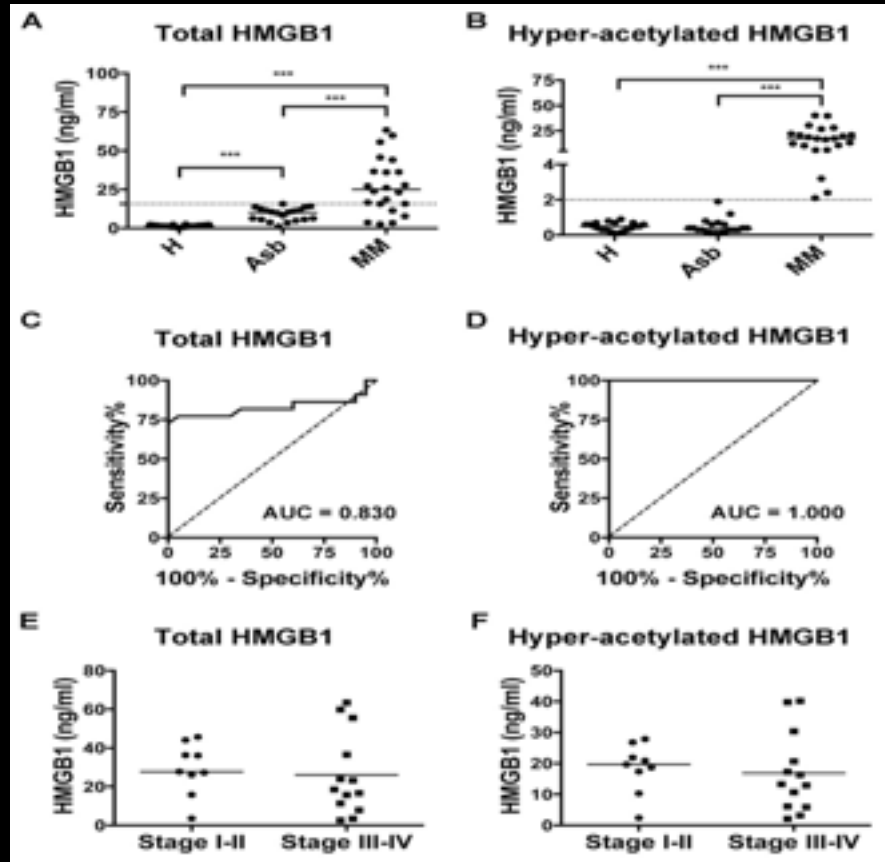 A
Total HMGB1
HMGB1 (ng/ml)
100
75
50
25
0
***
***
***
H
Asb
MM
B
Hyper-acetylated HMGB1
HMGB1 (ng/ml)
75
50
25
4
2
0
***
***
H
Asb
MM
C
Total HMGB1
Sensitivity%
100
75
50
25
0
AUC = 0.830
0 25 50 75 100
100% - Specificity%
D
Hyper-acetylated HMGB1
Sensitivity%
100
75
50
25
0
AUC = 1.000
0 25 50 75 100
100% - Specificity%
E
Total HMGB1
HMGB1 (ng/ml)
80
60
40
20
0
Stage I-II Stage III-IV
F
Hyper-acetylated HMGB1
HMGB1 (ng/ml)
50
40
30
20
10
0
Stage I-II Stage III-IV